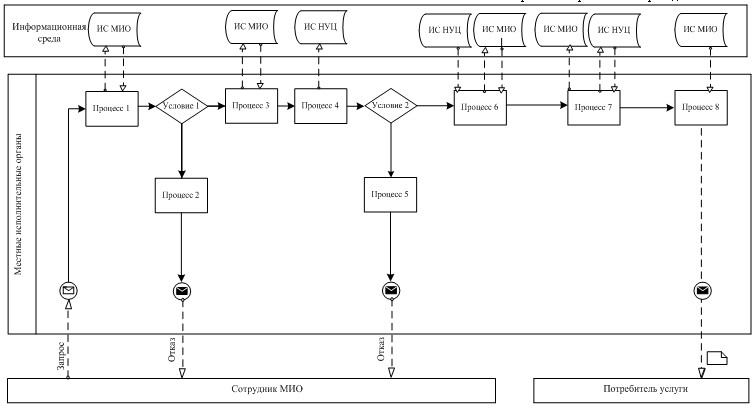 Информационная
среда
ИС МИО
ИС МИО
ИС НУЦ
ИС НУЦ
ИС МИО
ИС МИО
ИС НУЦ
ИС МИО
Местные исполнительные органы
Процесс 1
Условие 1
Процесс 3
Процесс 4
Условие 2
Процесс 6
Процесс 7
Процесс 8
Процесс 2
Процесс 5
Запрос
Отказ
Отказ
Сотрудник МИО
Потребитель услуги